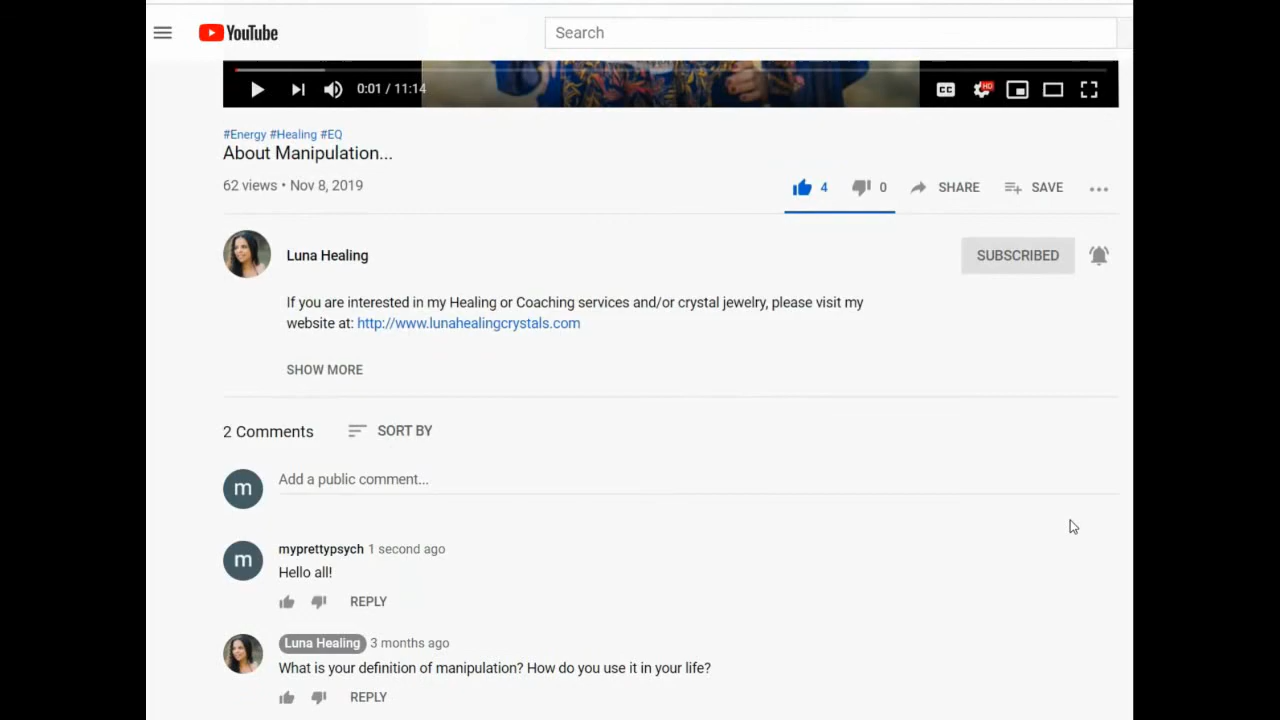 YouTube
Search
0:01 / 11:14
CC
HD
#Energy #Healing #EQ
About Manipulation...
62 views • Nov 8, 2019
4
0
SHARE
SAVE
Luna Healing
SUBSCRIBED
If you are interested in my Healing or Coaching services and/or crystal jewelry, please visit my
website at: http://www.lunahealingcrystals.com
SHOW MORE
2 Comments
SORT BY
m
Add a public comment...
m
myprettypsych 1 second ago
Hello all!
REPLY
Luna Healing 3 months ago
What is your definition of manipulation? How do you use it in your life?
REPLY